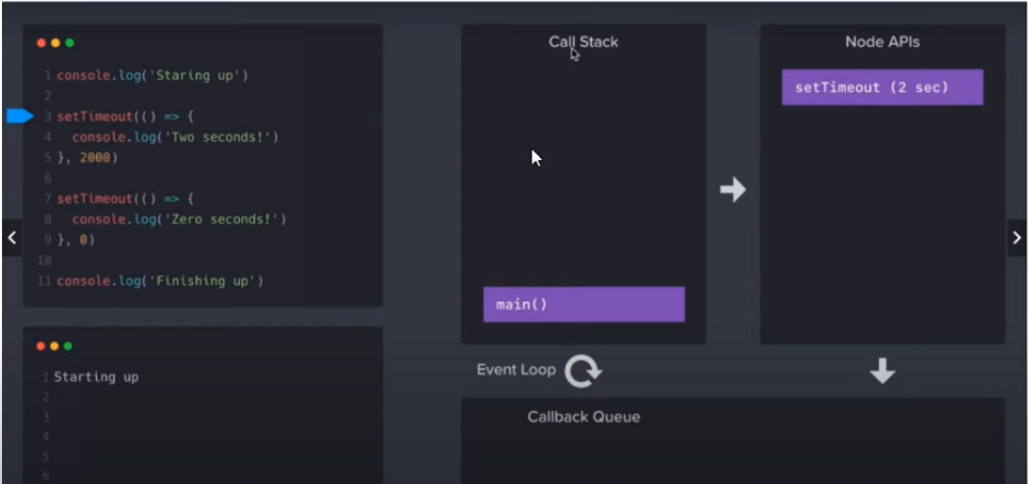 1 console.log('Staring up')
2
3 setTimeout(() => {
4 console.log('Two seconds!')
5 }, 2000)
6
7 setTimeout(() => {
8 console.log('Zero seconds!')
9 }, 0)
10
11 console.log('Finishing up')
1 Starting up
2
3
4
5
6
Call Stack
main()
Node APIs
setTimeout (2 sec)
Event Loop
Callback Queue